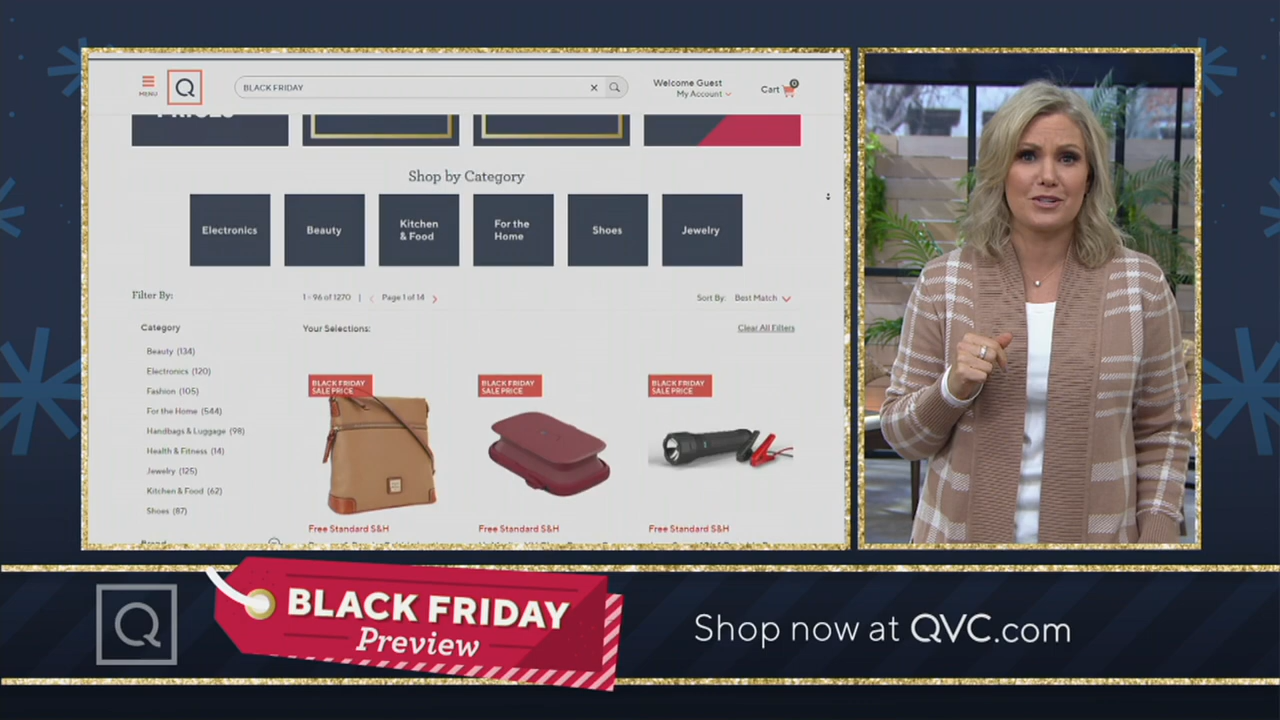 MENU
Q
BLACK FRIDAY
Welcome Guest
My Account
Cart
0
Shop by Category
Electronics
Beauty
Kitchen
& Food
For the
Home
Shoes
Jewelry
Filter By:
1 - 96 of 1270 | Page 1 of 14
Sort By: Best Match
Category
Your Selections:
Clear All Filters
Beauty (134)
Electronics (120)
Fashion (105)
For the Home (544)
Handbags & Luggage (98)
Health & Fitness (14)
Jewelry (125)
Kitchen & Food (62)
Shoes (87)
BLACK FRIDAY
SALE PRICE
BLACK FRIDAY
SALE PRICE
BLACK FRIDAY
SALE PRICE
Free Standard S&H
Free Standard S&H
Free Standard S&H
Q
BLACK FRIDAY
Preview
Shop now at QVC.com